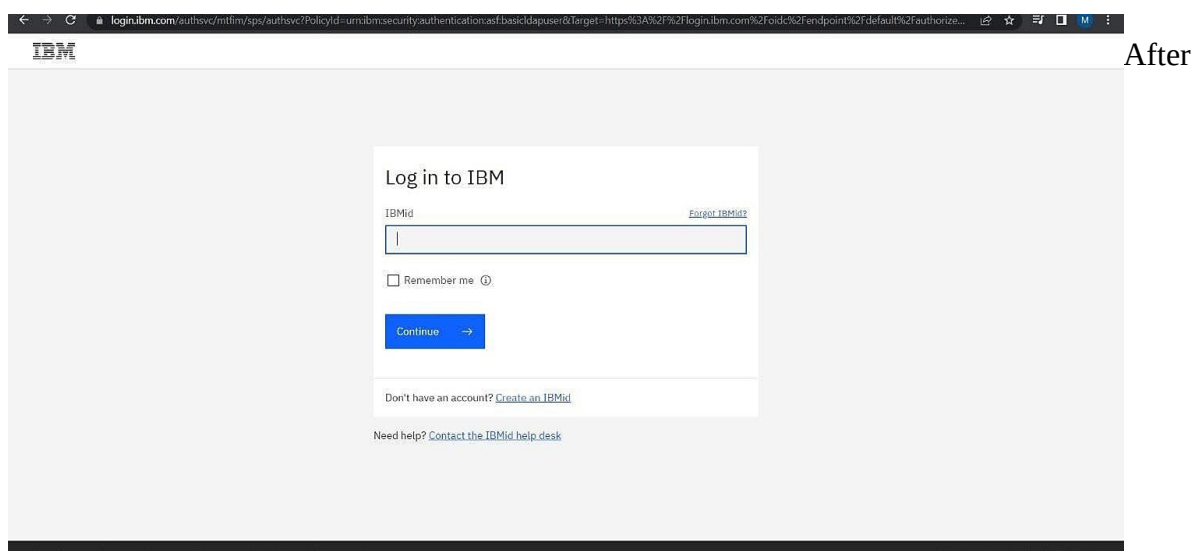 login.ibm.com/authsvc/mtfim/sps/authsvc?PolicyId=urn:ibm:security:authentication:asf:basicldapuser&Target=https%3A%2F%2Flogin.ibm.com%2Foidc%2Fendpoint%2Fdefault%2Fauthorize... M
IBM
After
Log in to IBM
IBMid Forgot IBMid?
Remember me
Continue →
Don't have an account? Create an IBMid
Need help? Contact the IBMid help desk